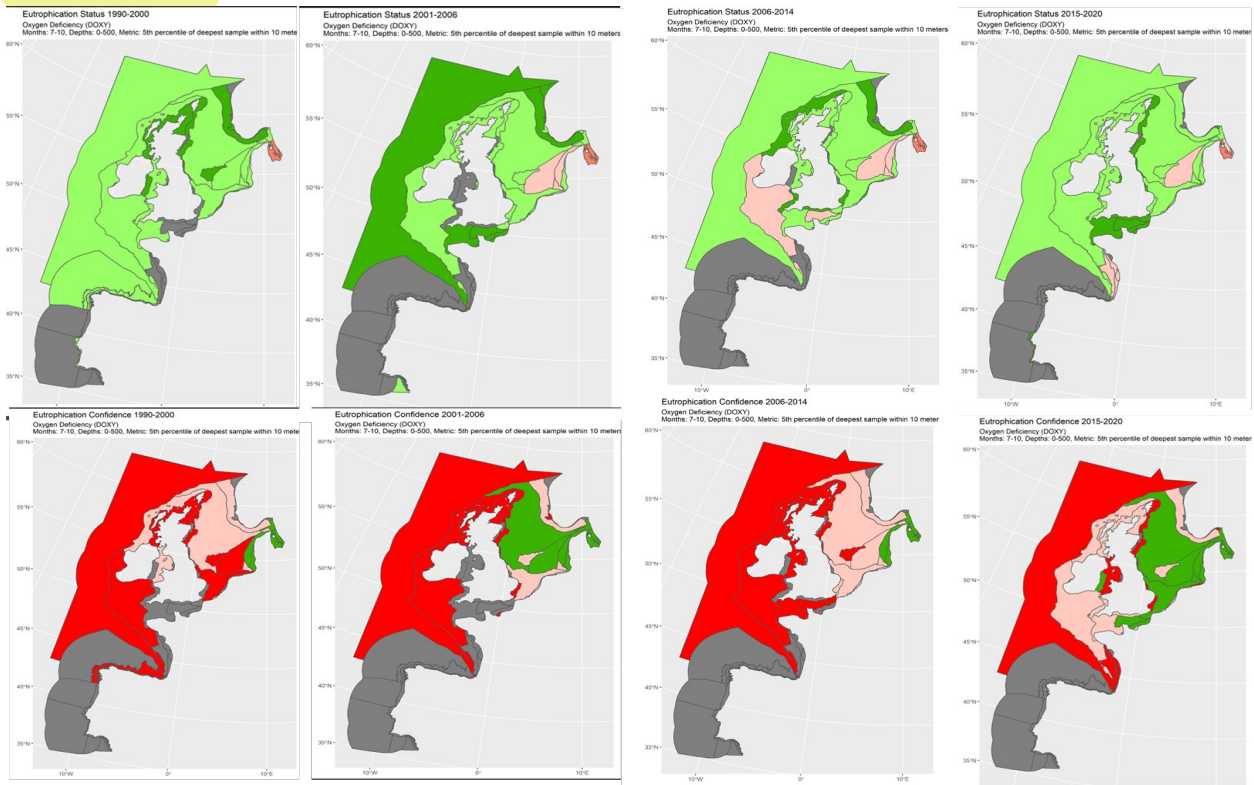 Eutrophication Status 1990-2000
Oxygen Deficiency (DOXY)
Months: 7-10, Depths: 0-500, Metric: 5th percentile of deepest sample within 10 mete
60°N
55°N
50°N
45°N
40°N
35°N
Eutrophication Status 2001-2006
Oxygen Deficiency (DOXY)
Months: 7-10, Depths: 0-500, Metric: 5th percentile of deepest sample within 10 meters
60°N
55°N
50°N
45°N
40°N
35°N
Eutrophication Status 2006-2014
Oxygen Deficiency (DOXY)
Months: 7-10, Depths: 0-500, Metric: 5th percentile of deepest sample within 10 meters
60°N
55°N
50°N
45°N
40°N
35°N
10°W
0°
10°E
Eutrophication Status 2015-2020
Oxygen Deficiency (DOXY)
Months: 7-10, Depths: 0-500, Metric: 5th percentile of deepest sample within 10 meter
60°N
55°N
50°N
45°N
40°N
35°N
10°W
0°
10°E
Eutrophication Confidence 1990-2000
Oxygen Deficiency (DOXY)
Months: 7-10, Depths: 0-500, Metric: 5th percentile of deepest sample within 10 mete
60°N
55°N
50°N
45°N
40°N
35°N
10°W
0°
10°E
Eutrophication Confidence 2001-2006
Oxygen Deficiency (DOXY)
Months: 7-10, Depths: 0-500, Metric: 5th percentile of deepest sample within 10 meters
60°N
55°N
50°N
45°N
40°N
35°N
10°W
0°
10°E
Eutrophication Confidence 2006-2014
Oxygen Deficiency (DOXY)
Months: 7-10, Depths: 0-500, Metric: 5th percentile of deepest sample within 10 meter
60°N
55°N
50°N
45°N
40°N
35°N
10°W
0°
10°E
Eutrophication Confidence 2015-2020
Oxygen Deficiency (DOXY)
Months: 7-10, Depths: 0-500, Metric: 5th percentile of deepest sample within 10 meter
60°N
55°N
50°N
45°N
40°N
35°N
10°W
0°
10°E